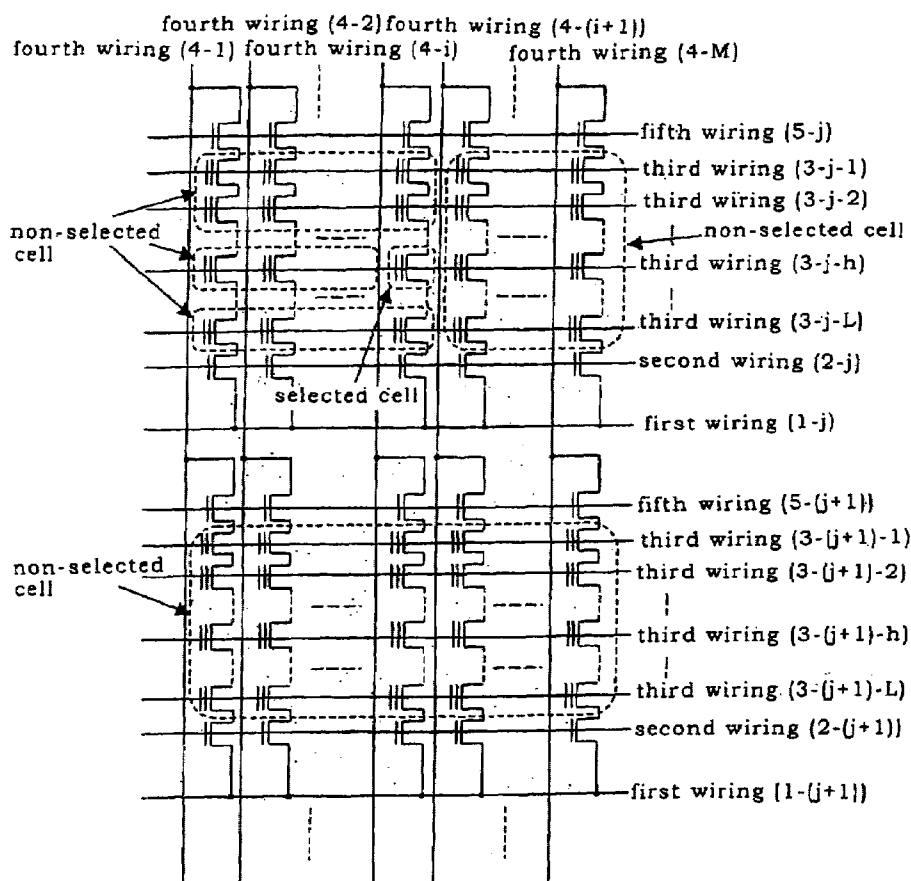 fourth wiring (4-2) fourth wiring (4-(i+1))
fourth wiring (4-1) fourth wiring (4-i) fourth wiring (4-M)
fifth wiring (5-j)
third wiring (3-j-1)
third wiring (3-j-2)
non-selected cell
non-selected cell
third wiring (3-j-h)
third wiring (3-j-L)
second wiring (2-j)
selected cell
first wiring (1-j)
fifth wiring (5-(j+1))
third wiring (3-(j+1)-1)
non-selected cell
third wiring (3-(j+1)-2)
third wiring (3-(j+1)-h)
third wiring (3-(j+1)-L)
second wiring (2-(j+1))
first wiring (1-(j+1))